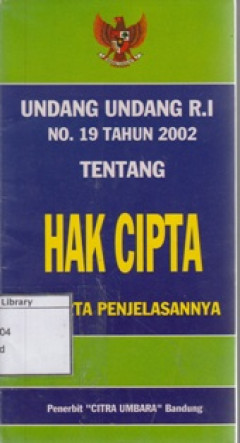 UNDANG UNDANG R.I
NO. 19 TAHUN 2002
TENTANG
HAK CIPTA
Library
TA PENJELASANNYA
04
d
Penerbit "CITRA UMBARA" Bandung